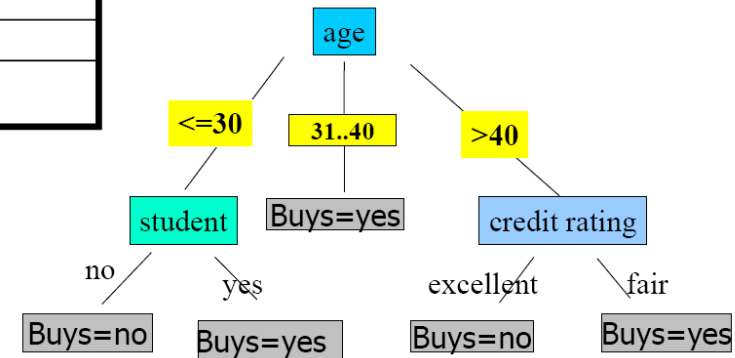 age
<=30
31..40
>40
student
Buys=yes
credit rating
no
yes
excellent
fair
Buys=no
Buys=yes
Buys=no
Buys=yes